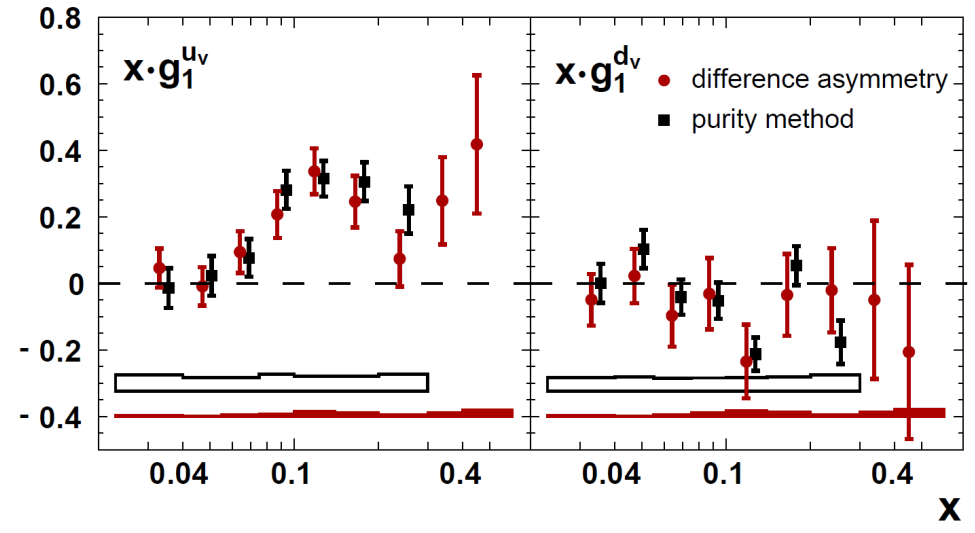 0.8
0.6
0.4
0.2
0
- 0.2
- 0.4
x·g₁ᵘᵛ
x·g₁ᵈᵛ
difference asymmetry
purity method
0.04 0.1 0.4
0.04 0.1 0.4
x